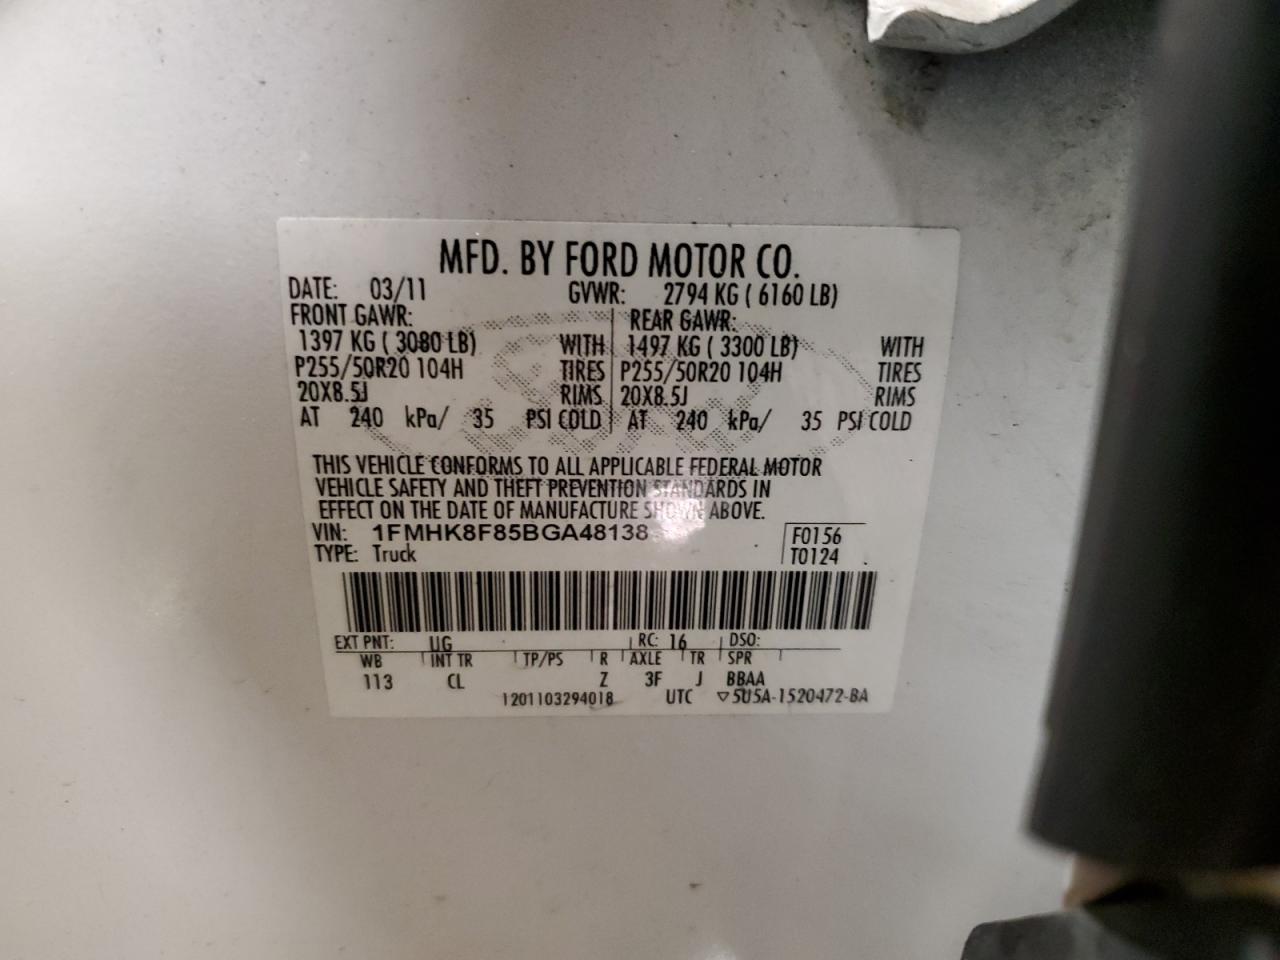 MFD. BY FORD MOTOR CO.
DATE: 03/11 GVWR: 2794 KG ( 6160 LB)
FRONT GAWR: REAR GAWR:
1397 KG ( 3080 LB) WITH 1497 KG ( 3300 LB) WITH
P255/50R20 104H TIRES P255/50R20 104H TIRES
20X8.5J RIMS 20X8.5J RIMS
AT 240 kPa/ 35 PSI COLD AT 240 kPa/ 35 PSI COLD
THIS VEHICLE CONFORMS TO ALL APPLICABLE FEDERAL MOTOR
VEHICLE SAFETY AND THEFT PREVENTION STANDARDS IN
EFFECT ON THE DATE OF MANUFACTURE SHOWN ABOVE.
VIN: 1FMHK8F85BGA48138 F0156
TYPE: Truck T0124
EXT PNT: UG RC: 16 DSO:
WB INT TR TP/PS R AXLE TR SPR
113 CL Z 3F J BBAA
1201103294018 UTC ▽5U5A-1520472-BA